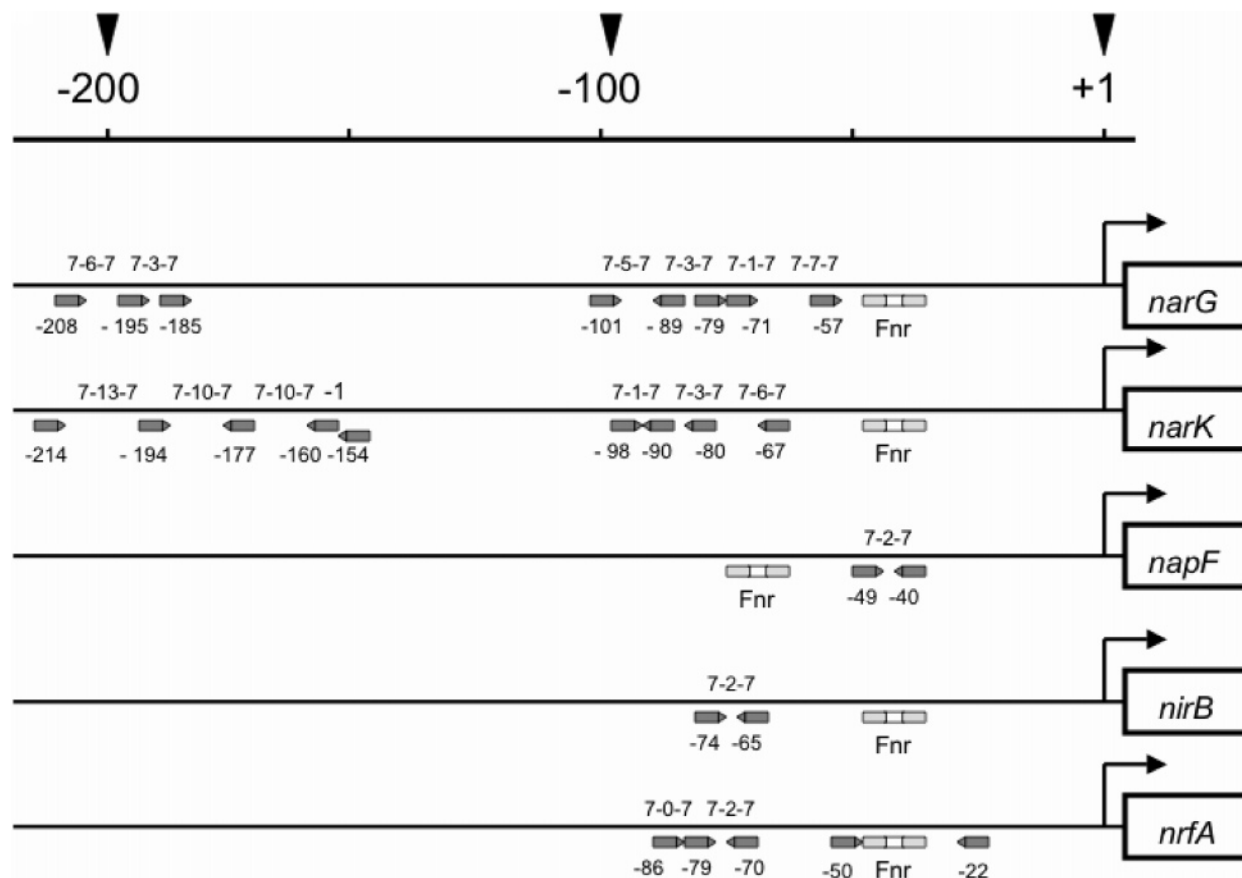 -200 -100 +1
7-6-7 7-3-7 7-5-7 7-3-7 7-1-7 7-7-7
narG
-208 - 195 -185 -101 - 89 -79 -71 -57 Fnr
7-13-7 7-10-7 7-10-7 -1 7-1-7 7-3-7 7-6-7
narK
-214 - 194 -177 -160 -154 - 98 -90 -80 -67 Fnr
7-2-7
napF
Fnr -49 -40
7-2-7
nirB
-74 -65 Fnr
7-0-7 7-2-7
nrfA
-86 -79 -70 -50 Fnr -22